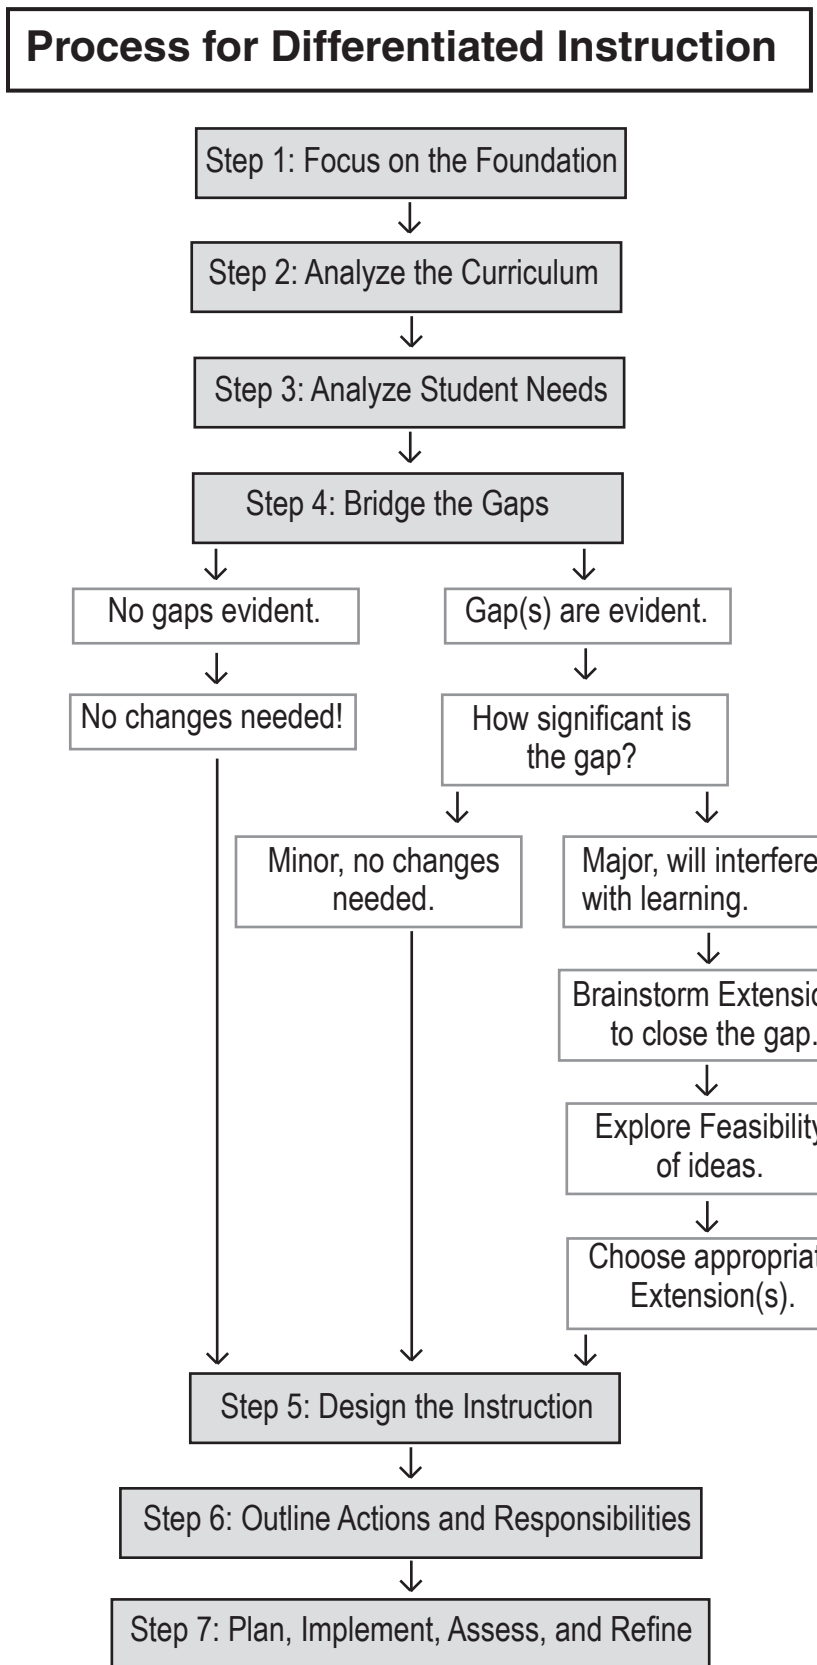 Process for Differentiated Instruction
Step 1: Focus on the Foundation
Step 2: Analyze the Curriculum
Step 3: Analyze Student Needs
Step 4: Bridge the Gaps
No gaps evident.
Gap(s) are evident.
No changes needed!
How significant is
the gap?
Minor, no changes
needed.
Major, will interfere
with learning.
Brainstorm
to close the gap.
Explore Feasibility
of ideas.
Choose
Extension(s).
Step 5: Design the Instruction
Step 6: Outline Actions and Responsibilities
Step 7: Plan, Implement, Assess, and Refine